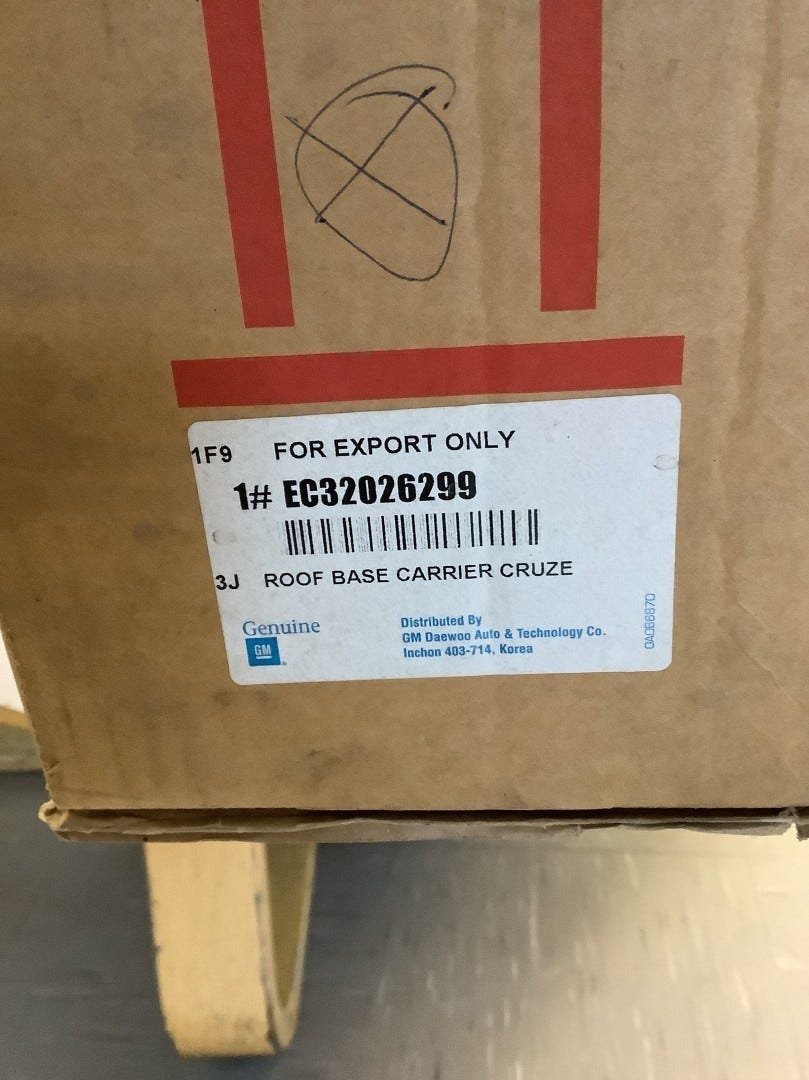 1F9 FOR EXPORT ONLY
1# EC32026299
3J ROOF BASE CARRIER CRUZE
Genuine
GM
Distributed By
GM Daewoo Auto & Technology Co.
Inchon 403-714, Korea
0A066870